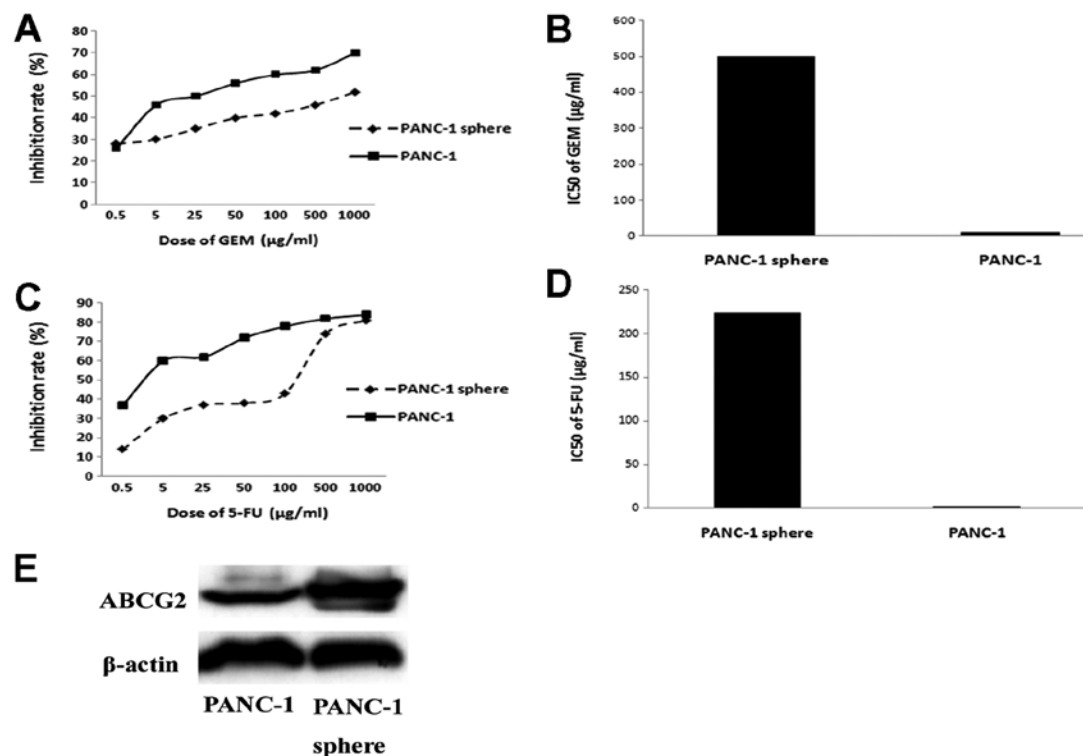 A
Inhibition rate (%)
70
60
50
40
30
20
10
0
0.5 5 25 50 100 500 1000
Dose of GEM (µg/ml)
PANC-1 sphere
PANC-1
B
IC50 of GEM (µg/ml)
600
500
400
300
200
100
0
PANC-1 sphere PANC-1
C
Inhibition rate (%)
90
80
70
60
50
40
30
20
10
0
0.5 5 25 50 100 500 1000
Dose of 5-FU (µg/ml)
PANC-1 sphere
PANC-1
D
IC50 of 5-FU (µg/ml)
250
200
150
100
50
0
PANC-1 sphere PANC-1
E
ABCG2
β-actin
PANC-1 PANC-1
sphere